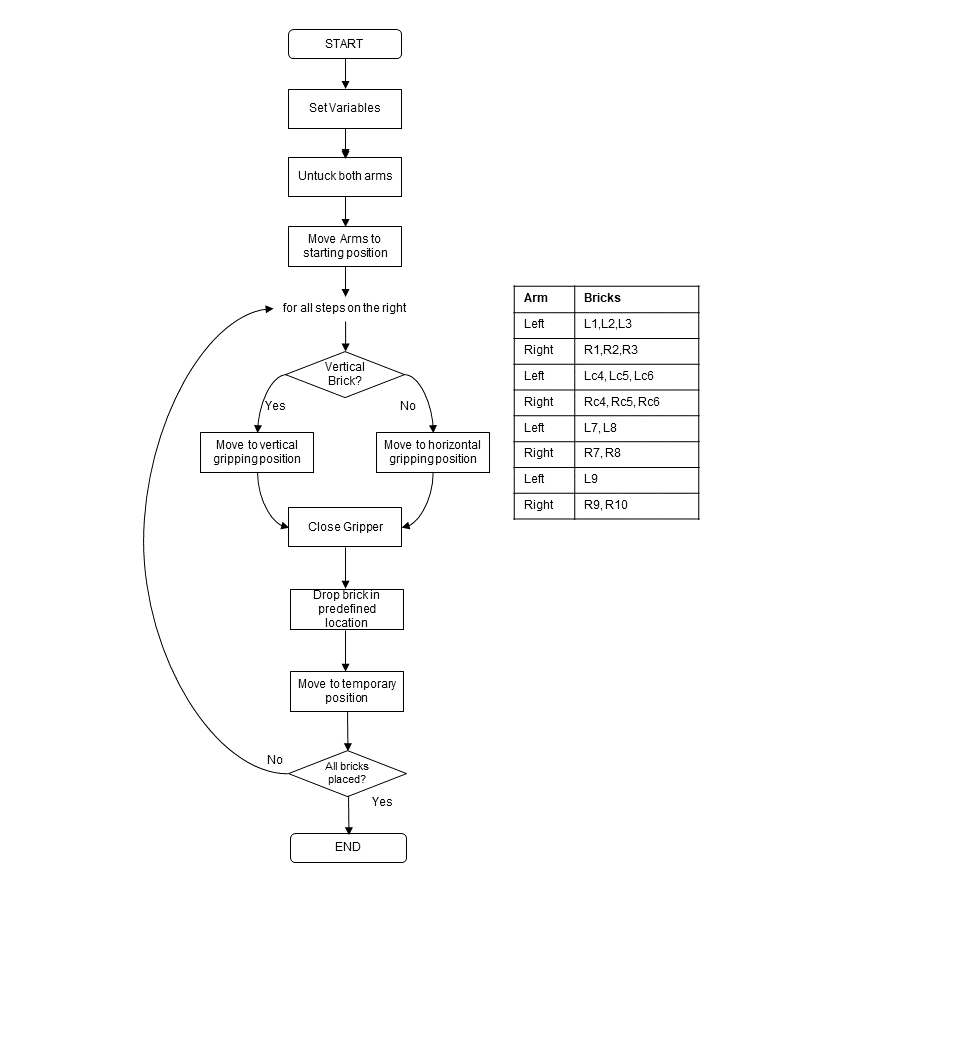 START
Set Variables
Untuck both arms
Move Arms to
starting position
for all steps on the right
Vertical
Brick?
Yes
No
Move to vertical
gripping position
Move to horizontal
gripping position
Close Gripper
Drop brick in
predefined
location
Move to temporary
position
No
All bricks
placed?
Yes
END
Arm Bricks
Left L1,L2,L3
Right R1,R2,R3
Left Lc4, Lc5, Lc6
Right Rc4, Rc5, Rc6
Left L7, L8
Right R7, R8
Left L9
Right R9, R10